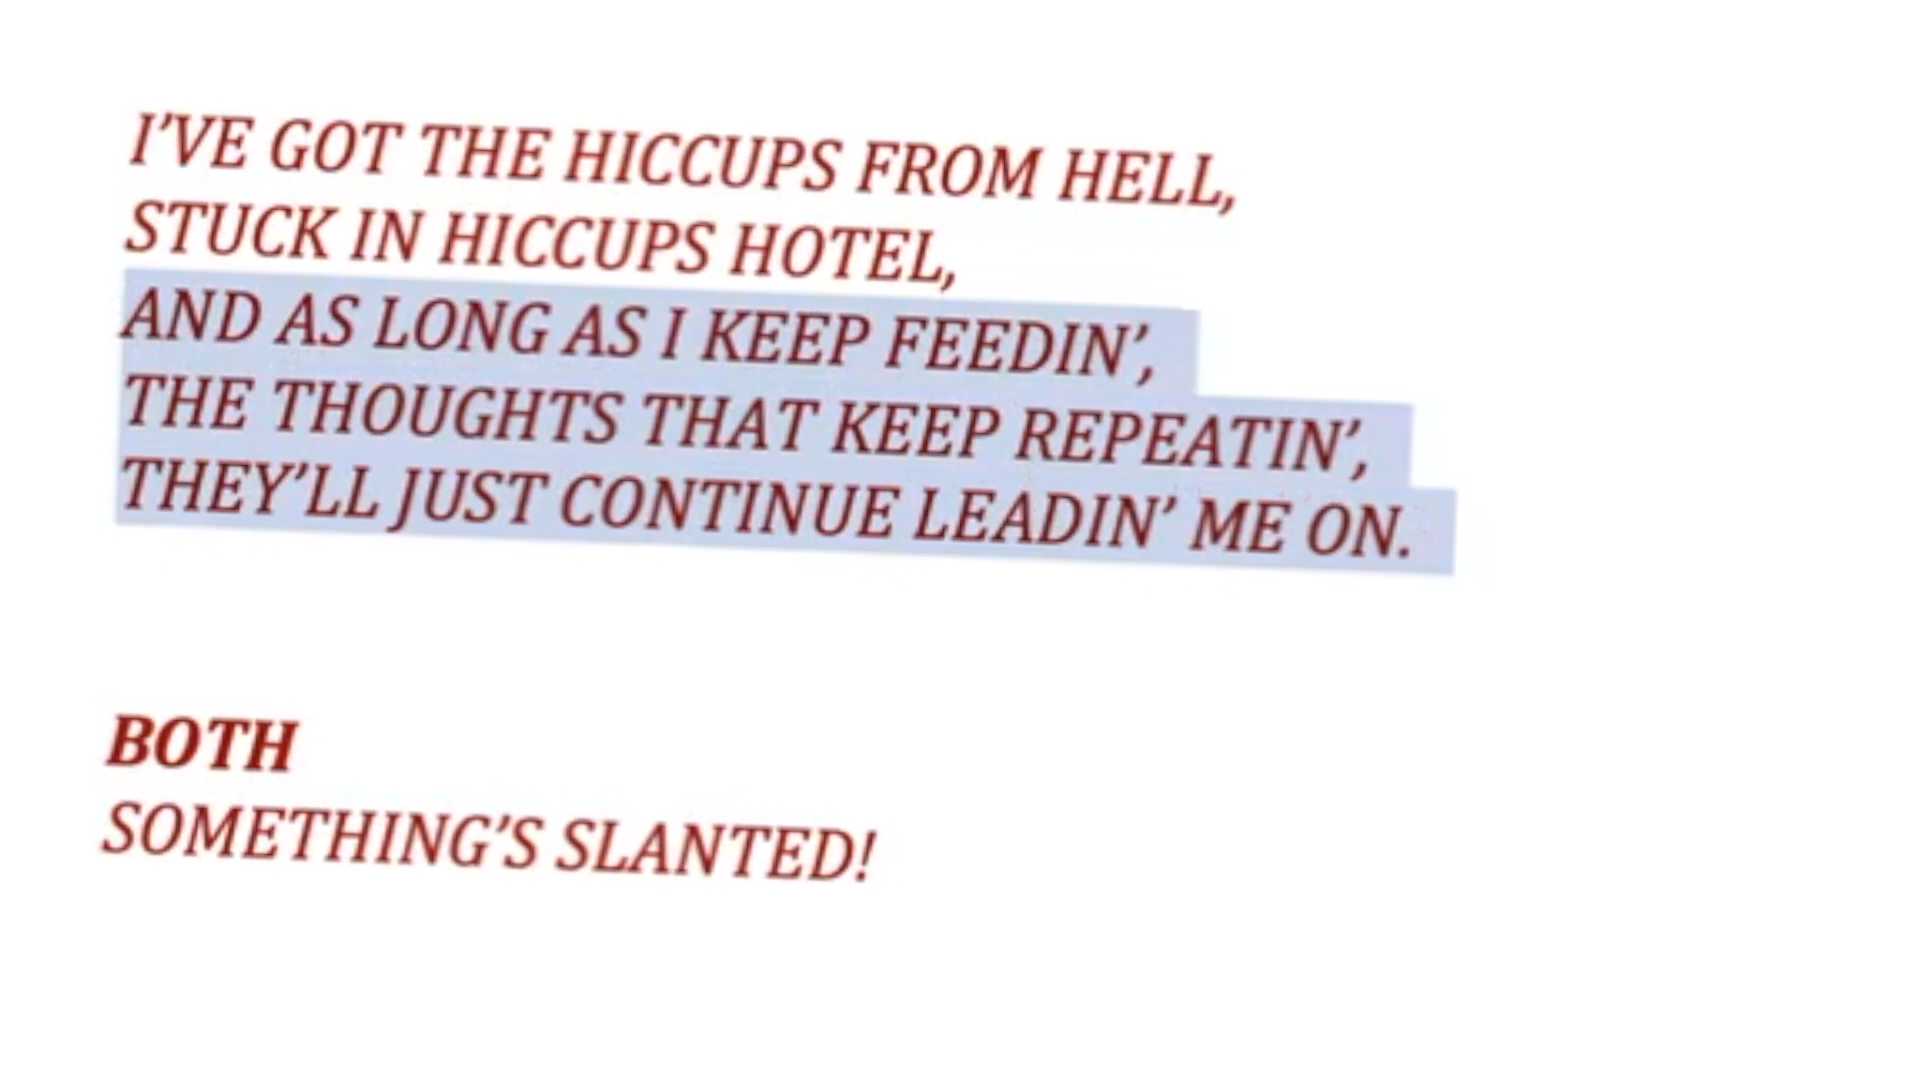 I’VE GOT THE HICCUPS FROM HELL,
STUCK IN HICCUPS HOTEL,
AND AS LONG AS I KEEP FEEDIN’,
THE THOUGHTS THAT KEEP REPEATIN’,
THEY’LL JUST CONTINUE LEADIN’ ME ON.
BOTH
SOMETHING’S SLANTED!